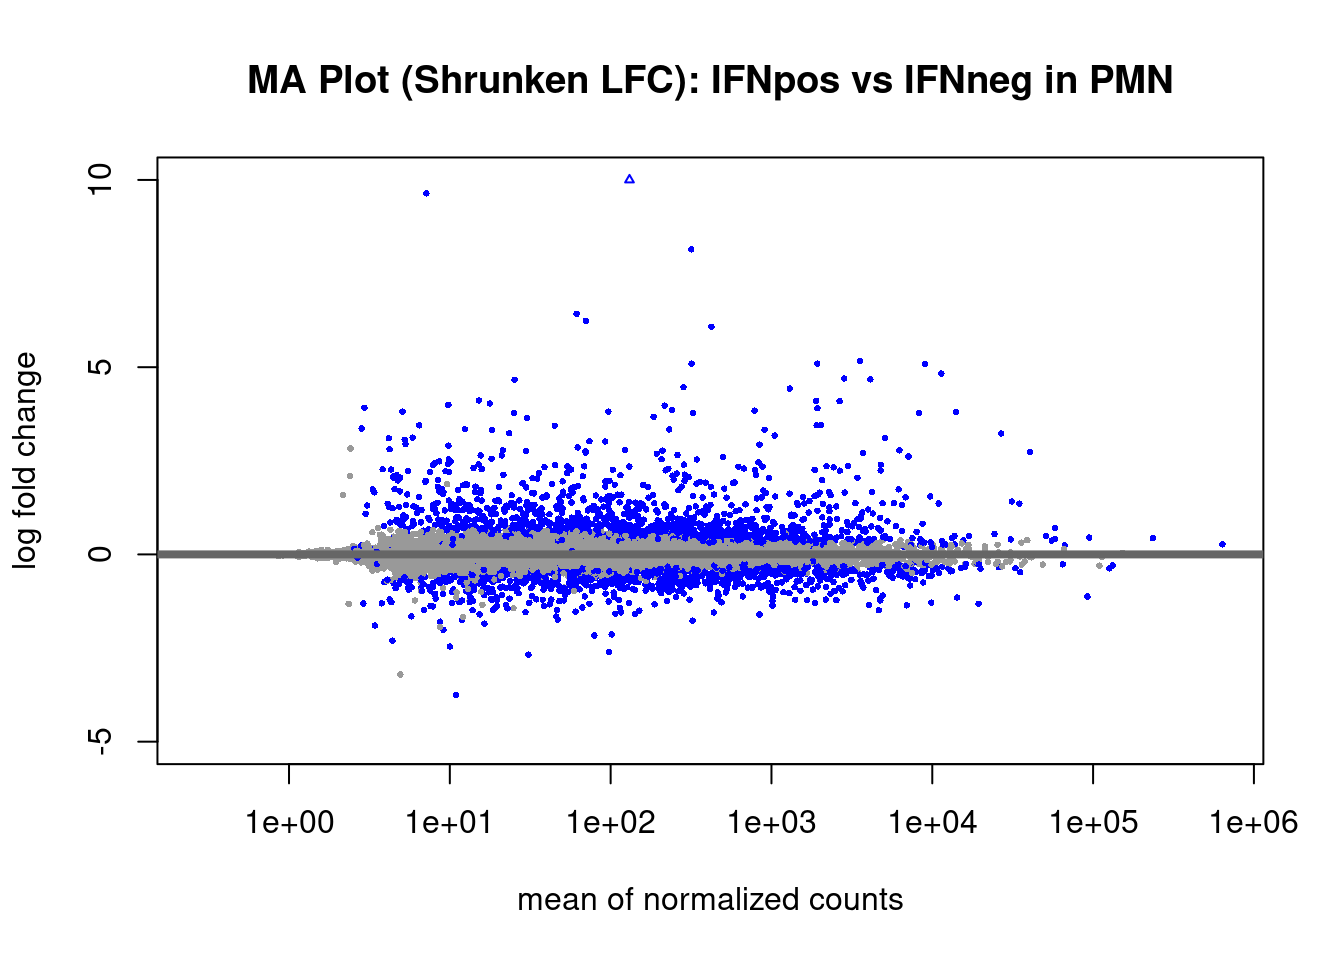 MA Plot (Shrunken LFC): IFNpos vs IFNneg in PMN
10
5
0
-5
log fold change
1e+00 1e+01 1e+02 1e+03 1e+04 1e+05 1e+06
mean of normalized counts